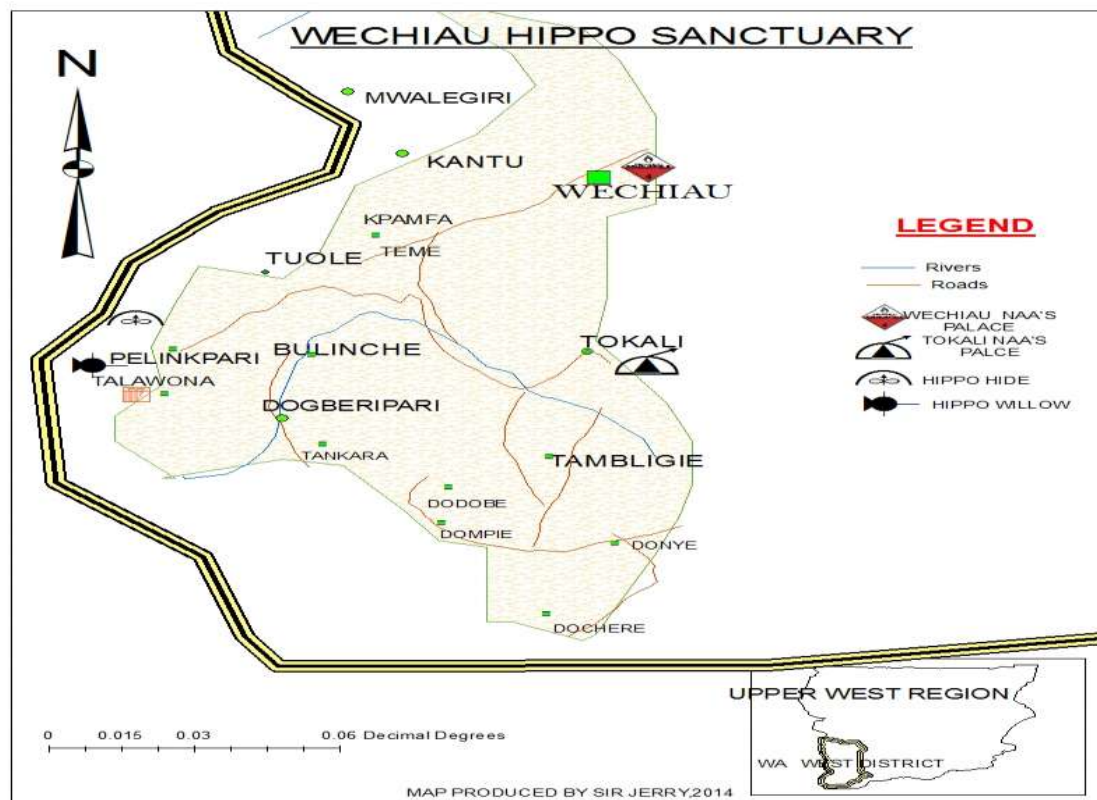 WECHIAU HIPPO SANCTUARY
N
MWALEGIRI
KANTU
WECHIAU
KPAMFA
TEME
TUOLE
LEGEND
Rivers
Roads
WECHIAU NAA'S
PALACE
TOKALI NAA'S
PALCE
HIPPO HIDE
HIPPO WILLOW
TOKALI
PELINKPARI
BULINCHE
TALAWONA
DOGBERIPARI
TANKARA
TAMBLIGIE
DODOBE
DOMPIE
DONYE
DOCHERE
UPPER WEST REGION
WA WEST DISTRICT
0 0.015 0.03 0.06 Decimal Degrees
MAP PRODUCED BY SIR JERRY,2014